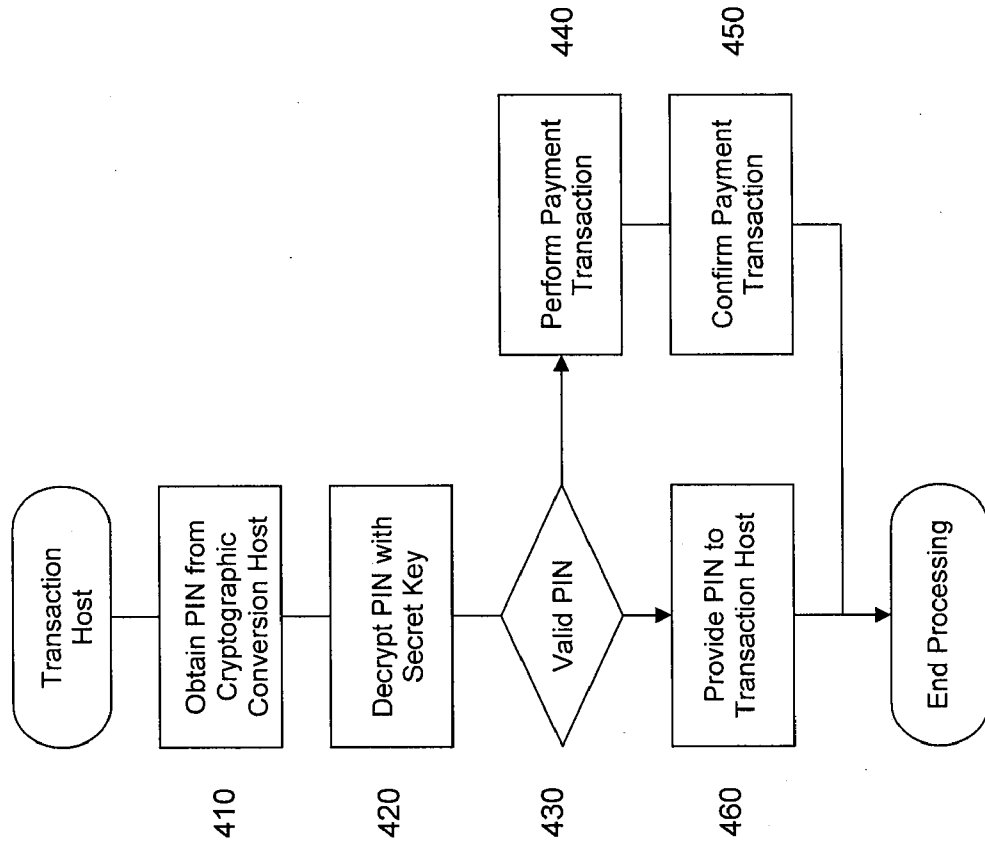 Transaction
Host
410
Obtain PIN from
Cryptographic
Conversion Host
420
Decrypt PIN with
Secret Key
430
Valid PIN
440
Perform Payment
Transaction
450
Confirm Payment
Transaction
460
Provide PIN to
Transaction Host
End Processing